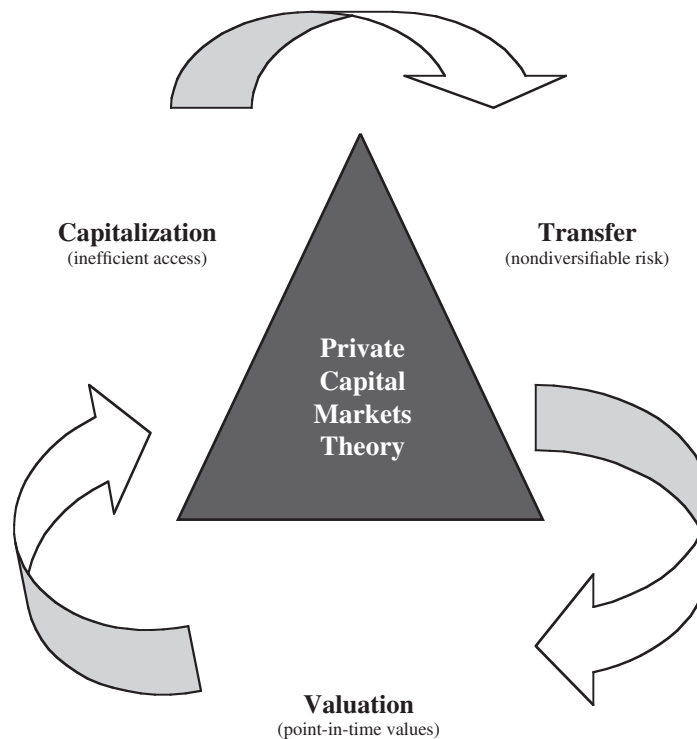 Capitalization
(inefficient access)
Transfer
(nondiversifiable risk)
Private
Capital
Markets
Theory
Valuation
(point-in-time values)